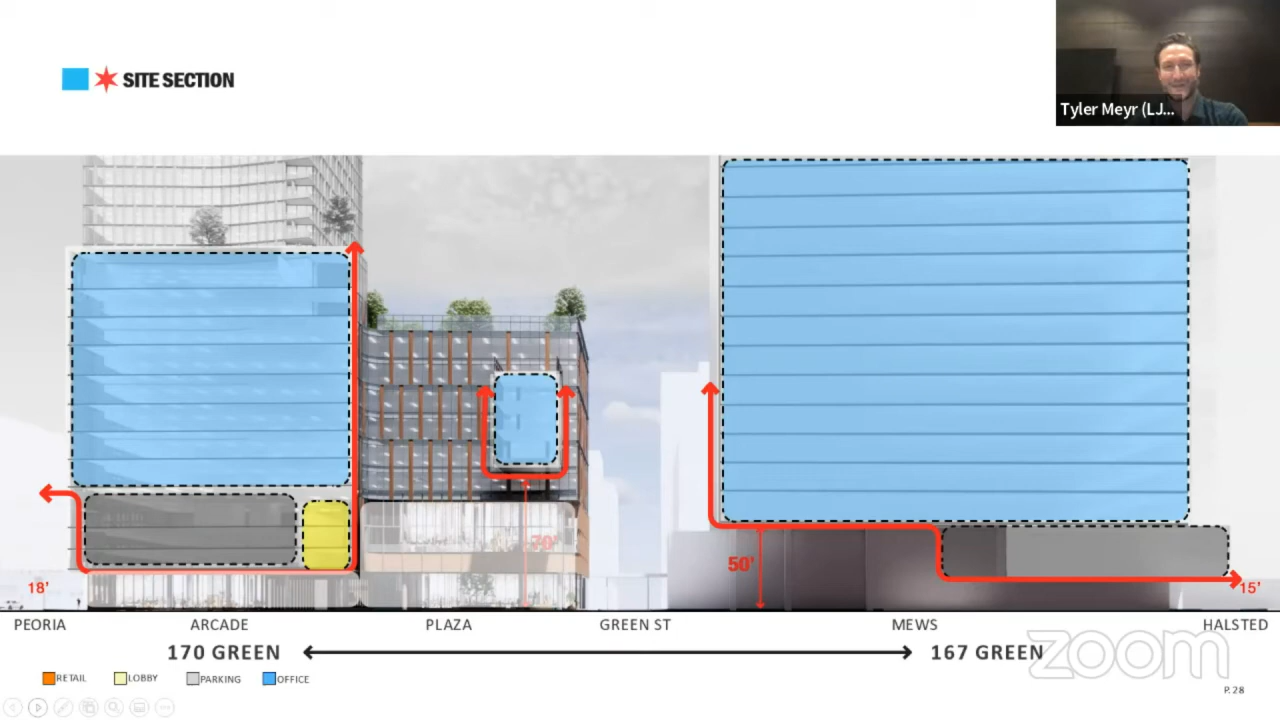 SITE SECTION
Tyler Meyr (LJ...
70'
50'
18'
15'
PEORIA ARCADE PLAZA GREEN ST MEWS HALSTED
170 GREEN 167 GREEN
zoom
RETAIL LOBBY PARKING OFFICE
P. 28